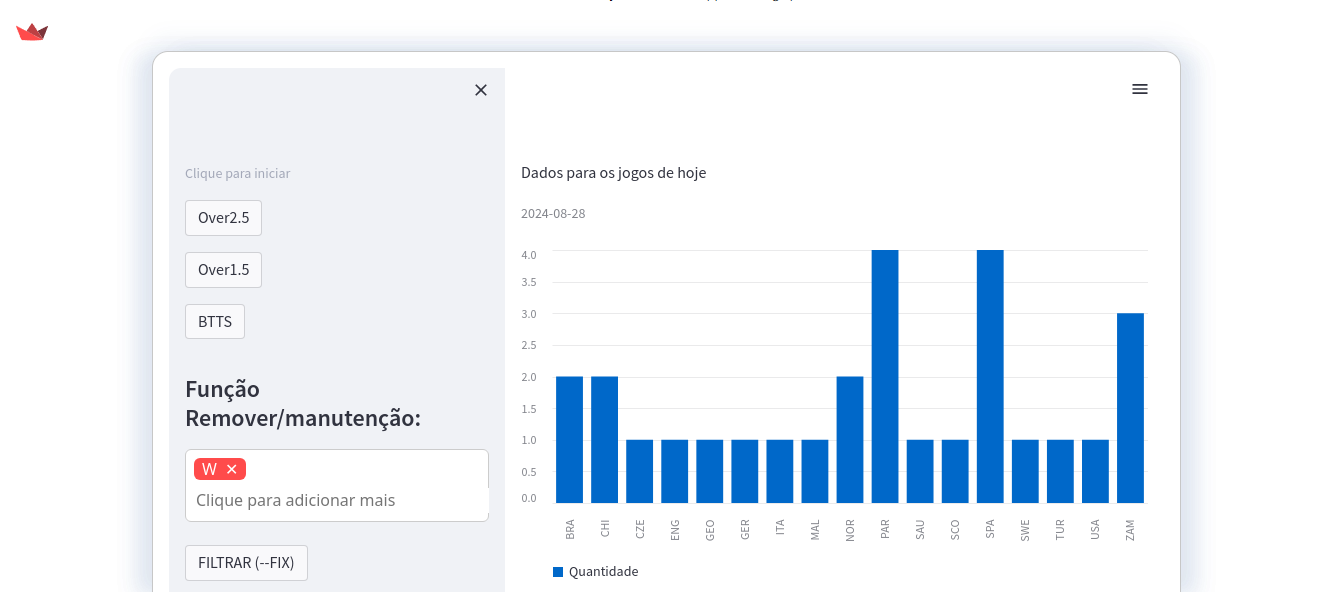 Clique para iniciar
Over2.5
Over1.5
BTTS
Função
Remover/manutenção:
W
Clique para adicionar mais
FILTRAR (--FIX)
Dados para os jogos de hoje
2024-08-28
4.0
3.5
3.0
2.5
2.0
1.5
1.0
0.5
0.0
BRA
CHI
CZE
ENG
GEO
GER
ITA
MAL
NOR
PAR
SAU
SCO
SPA
SWE
TUR
USA
ZAM
Quantidade